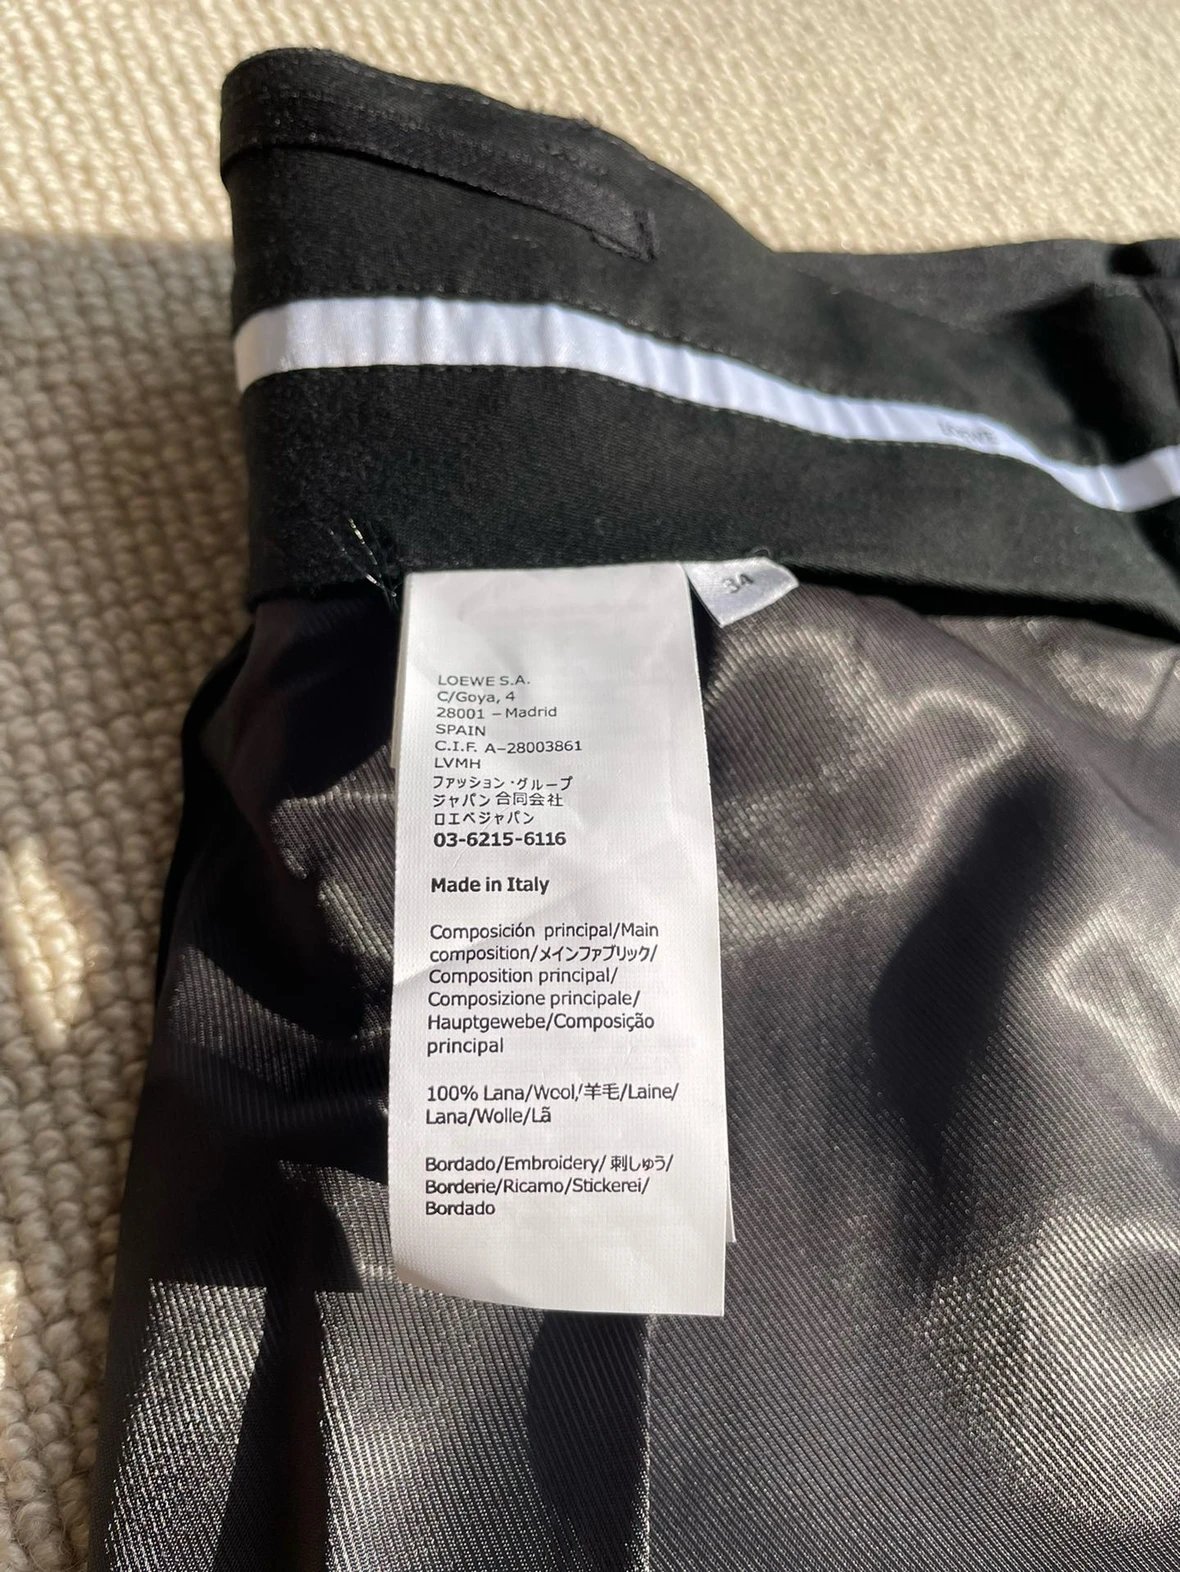 LOEWE
34
LOEWE S.A.
C/Goya, 4
28001 – Madrid
SPAIN
C.I.F. A–28003861
LVMH
ファッション・グループ
ジャパン合同会社
ロエベジャパン
03-6215-6116
Made in Italy
Composición principal/Main
composition/メインファブリック/
Composition principal/
Composizione principale/
Hauptgewebe/Composição
principal
100% Lana/Wool/羊毛/Laine/
Lana/Wolle/Lã
Bordado/Embroidery/刺しゅう/
Borderie/Ricamo/Stickerei/
Bordado